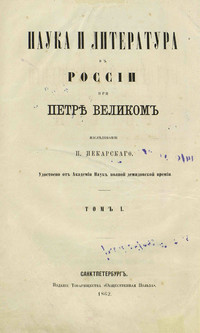 НАУКА И ЛИТЕРАТУРА
ВЪ
РОССІИ
ПРИ
ПЕТРѢ ВЕЛИКОМЪ
ИЗСЛѢДОВАНІЕ
П. ПЕКАРСКАГО.
Удостоено отъ Академіи Наукъ полной демидовской преміи
ТОМЪ I.
САНКТПЕТЕРБУРГЪ.
Изданіе Товарищества «Общественная Польза»
1862.